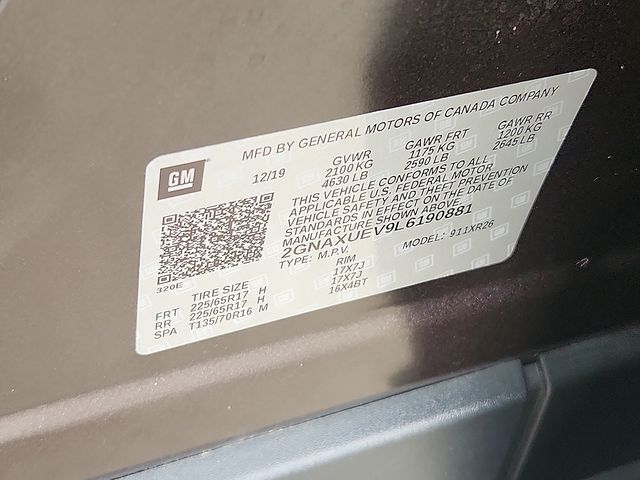 GM
MFD BY GENERAL MOTORS OF CANADA COMPANY
12/19
GVWR GAWR FRT GAWR RR
2100 KG 1175 KG 1200 KG
4630 LB 2590 LB 2645 LB
THIS VEHICLE CONFORMS TO ALL
APPLICABLE U.S. FEDERAL MOTOR
VEHICLE SAFETY AND THEFT PREVENTION
STANDARDS IN EFFECT ON THE DATE OF
MANUFACTURE SHOWN ABOVE.
2GNAXUEV9L6190881
TYPE: M.P.V. MODEL: 911XR26
320E
TIRE SIZE RIM
FRT 225/65R17 H 17X7J
RR 225/65R17 H 17X7J
SPA T135/70R16 M 16X4BT